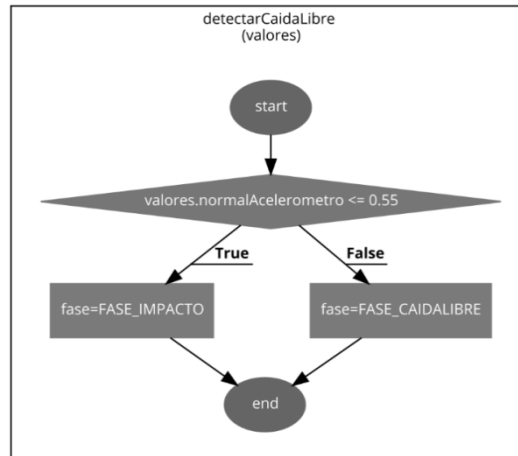 detectarCaidaLibre
(valores)
start
valores.normalAcelerometro <= 0.55
True
False
fase=FASE_IMPACTO
fase=FASE_CAIDALIBRE
end